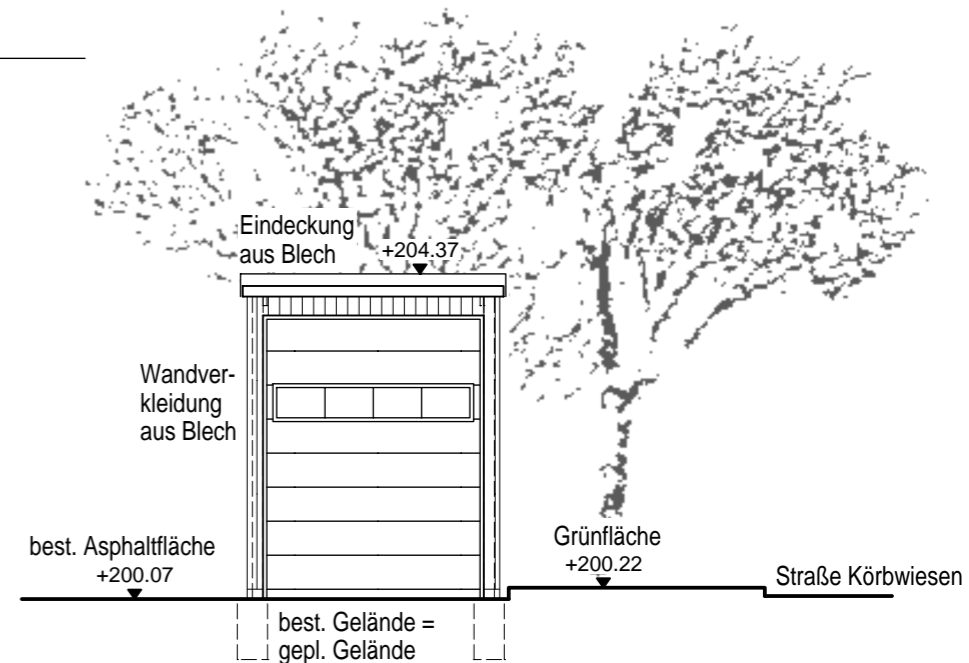 Eindeckung
aus Blech
+204.37
Wandver-
kleidung
aus Blech
best. Asphaltfläche
+200.07
Grünfläche
+200.22
Straße Körbwiesen
best. Gelände =
gepl. Gelände